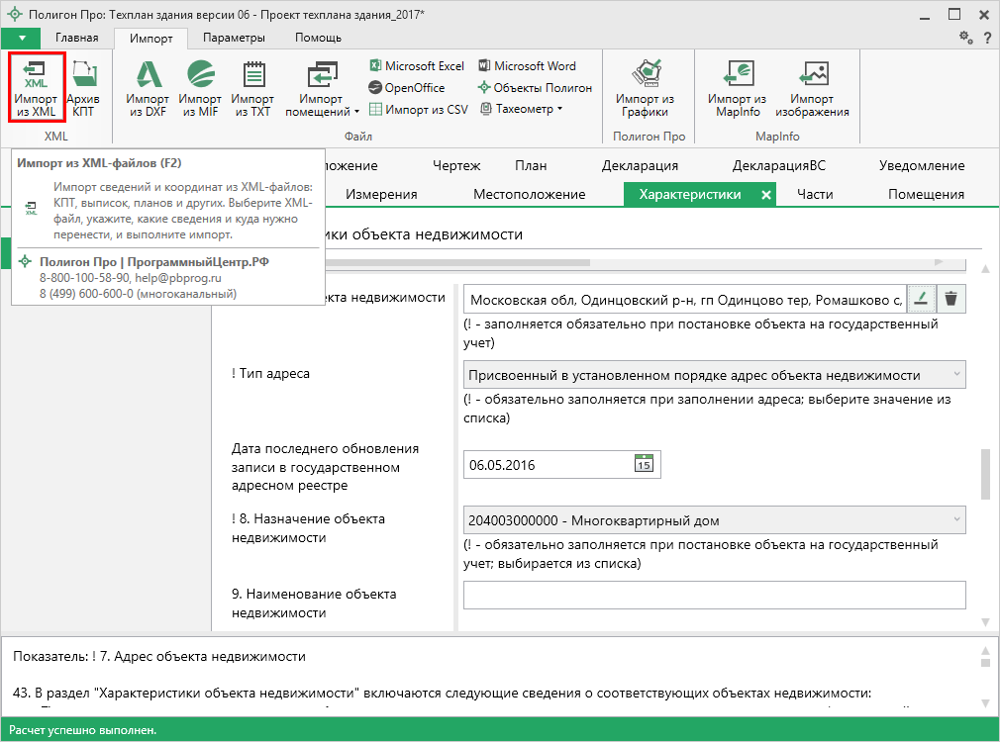 Полигон Про: Техплан здания версии 06 - Проект техплана здания_2017*
Главная Импорт Параметры Помощь
?
XML
Импорт из XML
Архив КПТ
XML
Импорт из DXF
Импорт из MIF
Импорт из TXT
Импорт помещений
Microsoft Excel
OpenOffice
Импорт из CSV
Microsoft Word
Объекты Полигон
Тахеометр
Файл
Импорт из Графики
Полигон Про
Импорт из MapInfo
Импорт изображения
MapInfo
Импорт из XML-файлов (F2)
Импорт сведений и координат из XML-файлов:
КПТ, выписок, планов и других. Выберите XML-
файл, укажите, какие сведения и куда нужно
перенести, и выполните импорт.
XML
Полигон Про | ПрограммныйЦентр.РФ
8-800-100-58-90, help@pbprog.ru
8 (499) 600-600-0 (многоканальный)
ложение Чертеж План Декларация ДекларацияВС Уведомление
Измерения Местоположение Характеристики Части Помещения
ики объекта недвижимости
екта недвижимости
Московская обл, Одинцовский р-н, гп Одинцово тер, Ромашково с,
(! - заполняется обязательно при постановке объекта на государственный
учет)
! Тип адреса
Присвоенный в установленном порядке адрес объекта недвижимости
(! - обязательно заполняется при заполнении адреса; выберите значение из
списка)
Дата последнего обновления
записи в государственном
адресном реестре
06.05.2016
15
! 8. Назначение объекта
недвижимости
204003000000 - Многоквартирный дом
(! - обязательно заполняется при постановке объекта на государственный
учет; выбирается из списка)
9. Наименование объекта
недвижимости
Показатель: ! 7. Адрес объекта недвижимости
43. В раздел "Характеристики объекта недвижимости" включаются следующие сведения о соответствующих объектах недвижимости:
Расчет успешно выполнен.